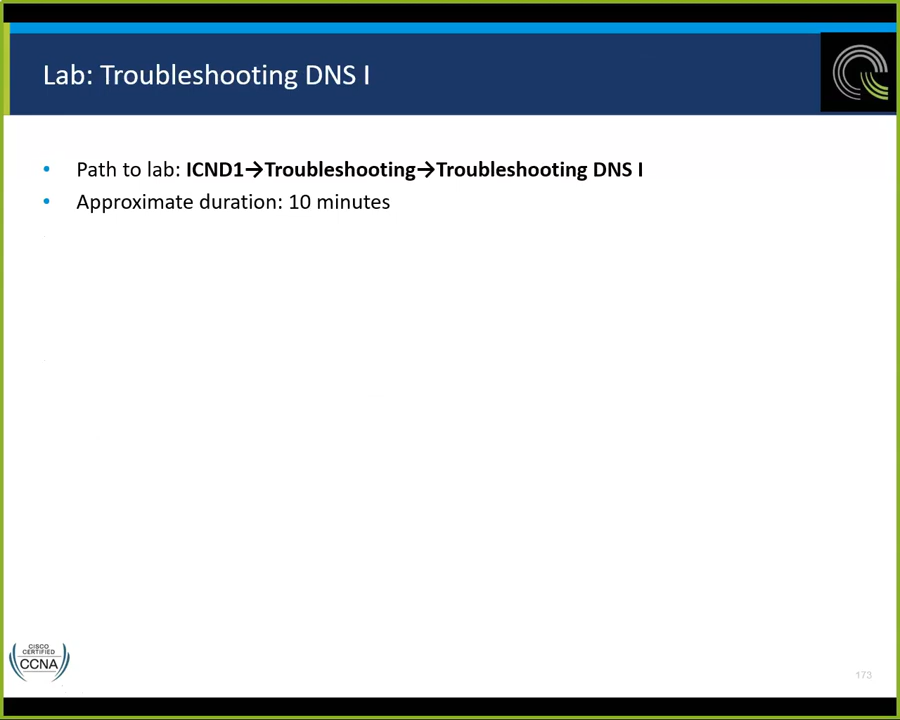 Lab: Troubleshooting DNS I
• Path to lab: ICND1→Troubleshooting→Troubleshooting DNS I
• Approximate duration: 10 minutes
CISCO
CERTIFIED
CCNA
173